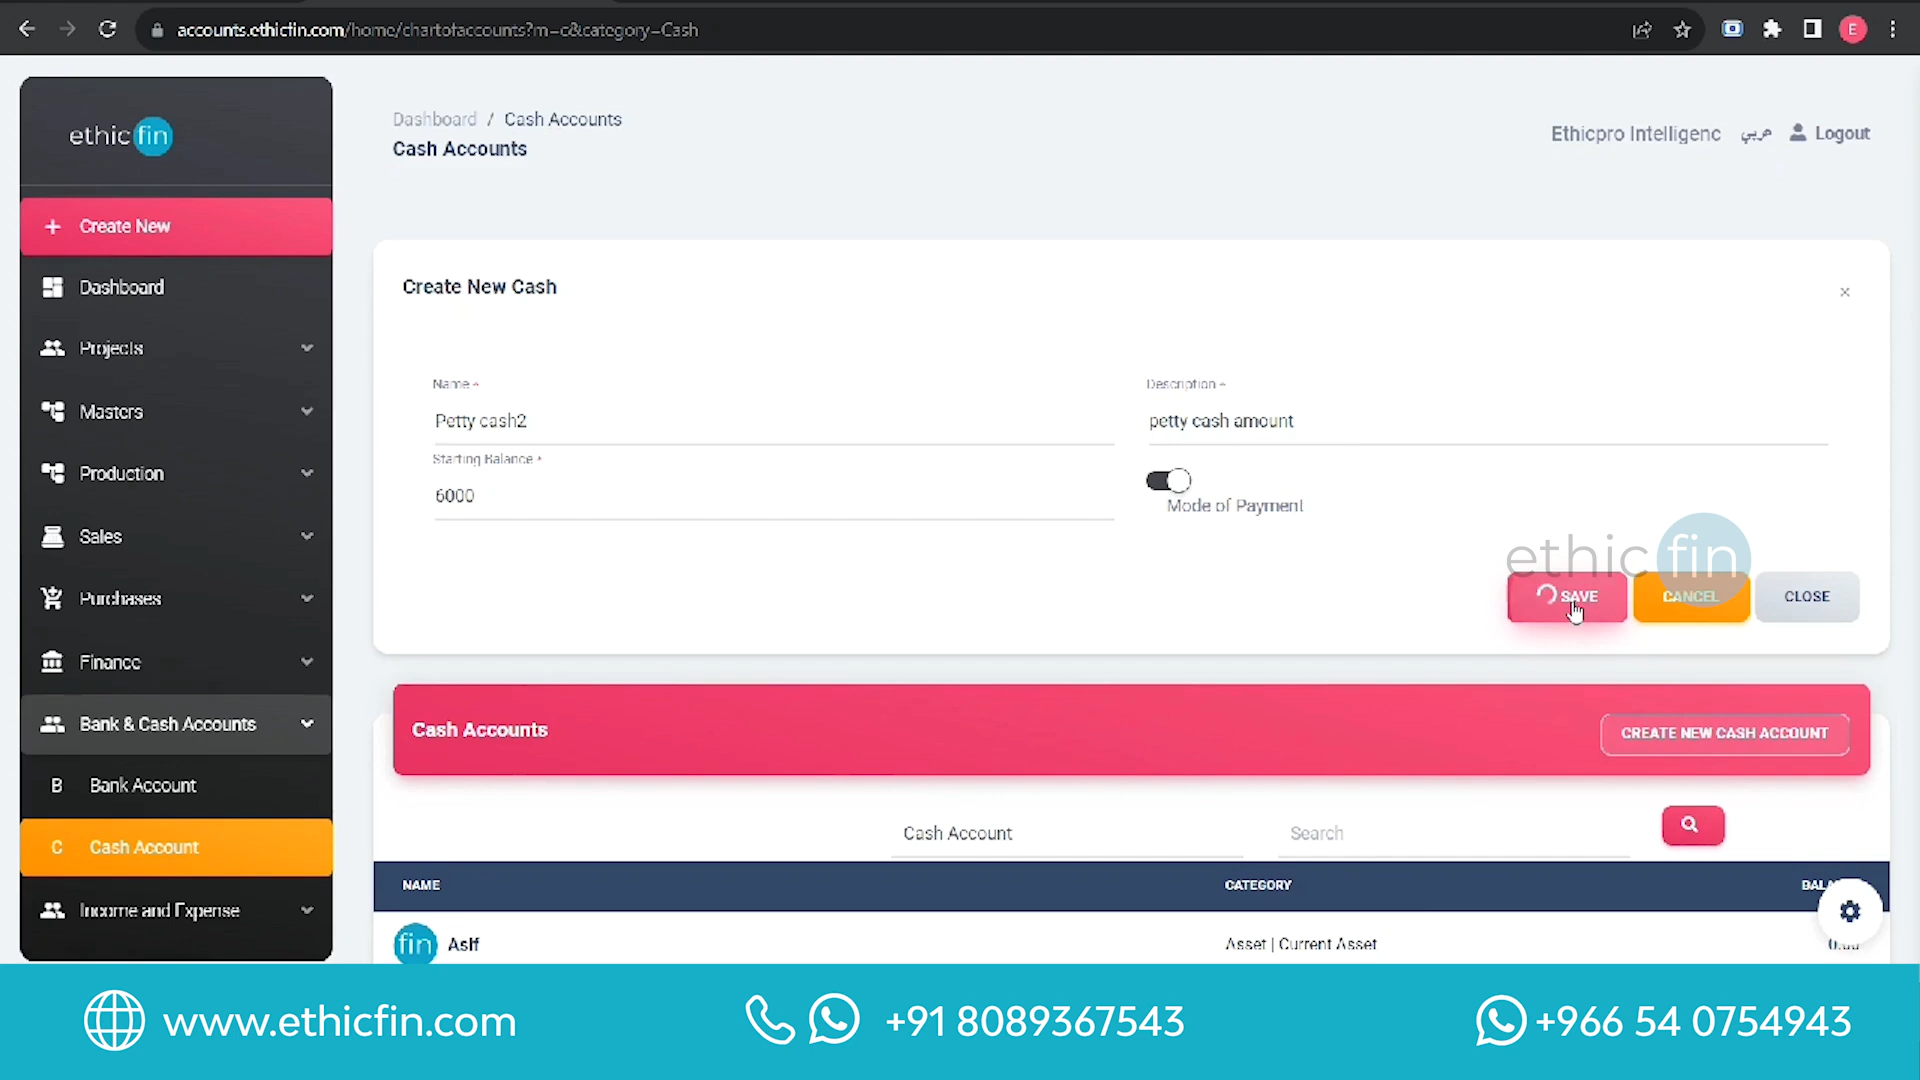 accounts.ethicfin.com/home/chartofaccounts?m=c&category=Cash
E
ethic fin
Dashboard / Cash Accounts
Cash Accounts
Ethicpro Intelligenc عربي Logout
+ Create New
Dashboard
Projects
Masters
Production
Sales
Purchases
Finance
Bank & Cash Accounts
B Bank Account
C Cash Account
Income and Expense
Create New Cash
×
Name *
Petty cash2
Description *
petty cash amount
Starting Balance *
6000
Mode of Payment
ethic fin
SAVE CANCEL CLOSE
Cash Accounts
CREATE NEW CASH ACCOUNT
Cash Account
Search
NAME CATEGORY
fin Asif Asset | Current Asset
www.ethicfin.com
+91 8089367543
+966 54 0754943